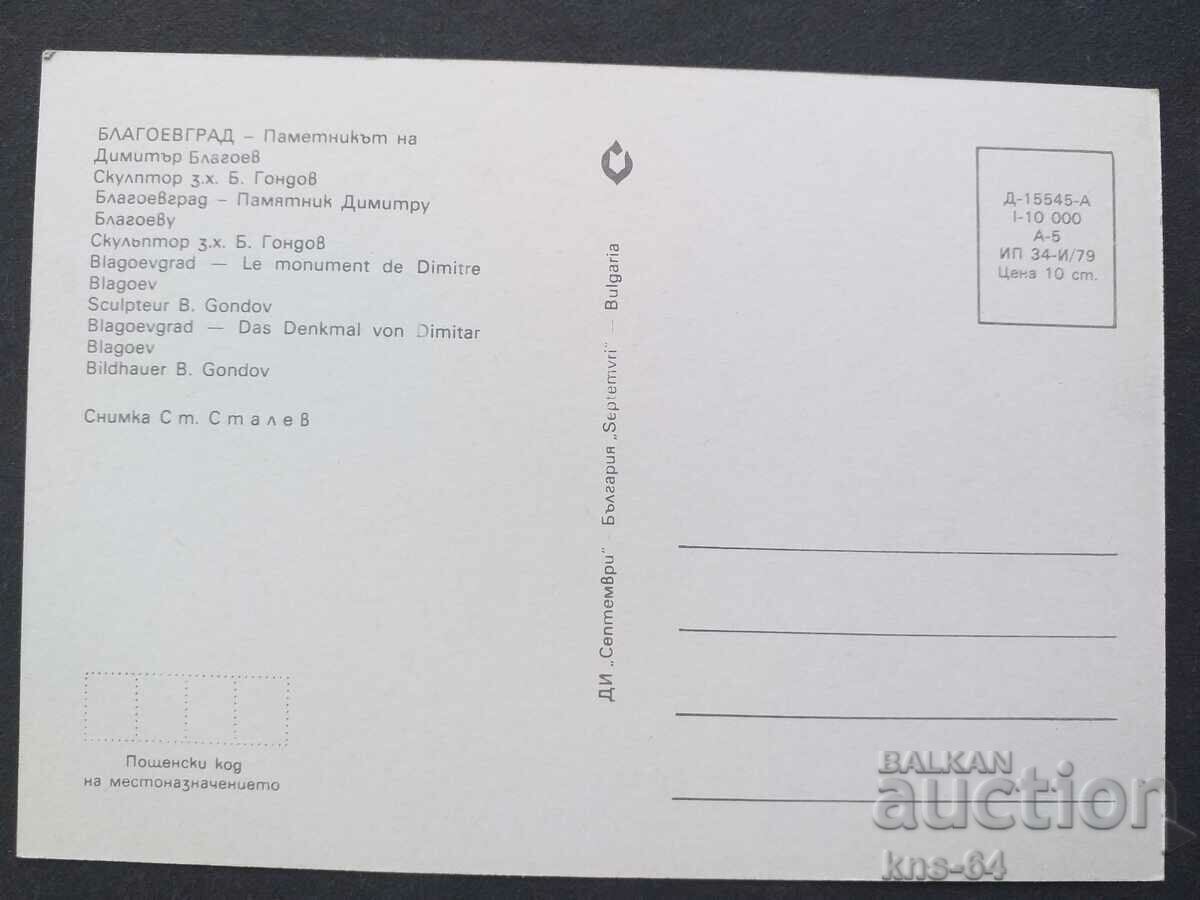 БЛАГОЕВГРАД – Паметникът на
Димитър Благоев
Скулптор з.х. Б. Гондов
Благоевград – Памятник Димитру
Благоеву
Скульптор з.х. Б. Гондов
Blagoevgrad — Le monument de Dimitre
Blagoev
Sculpteur B. Gondov
Blagoevgrad — Das Denkmal von Dimitar
Blagoev
Bildhauer B. Gondov
Снимка Ст. Сталев
Пощенски код
на местоназначението
ДИ „Септември" – България „Septemvri" — Bulgaria
Д-15545-А
I-10 000
А-5
ИП 34-И/79
Цена 10 ст.
BALKAN
auction
kns-64